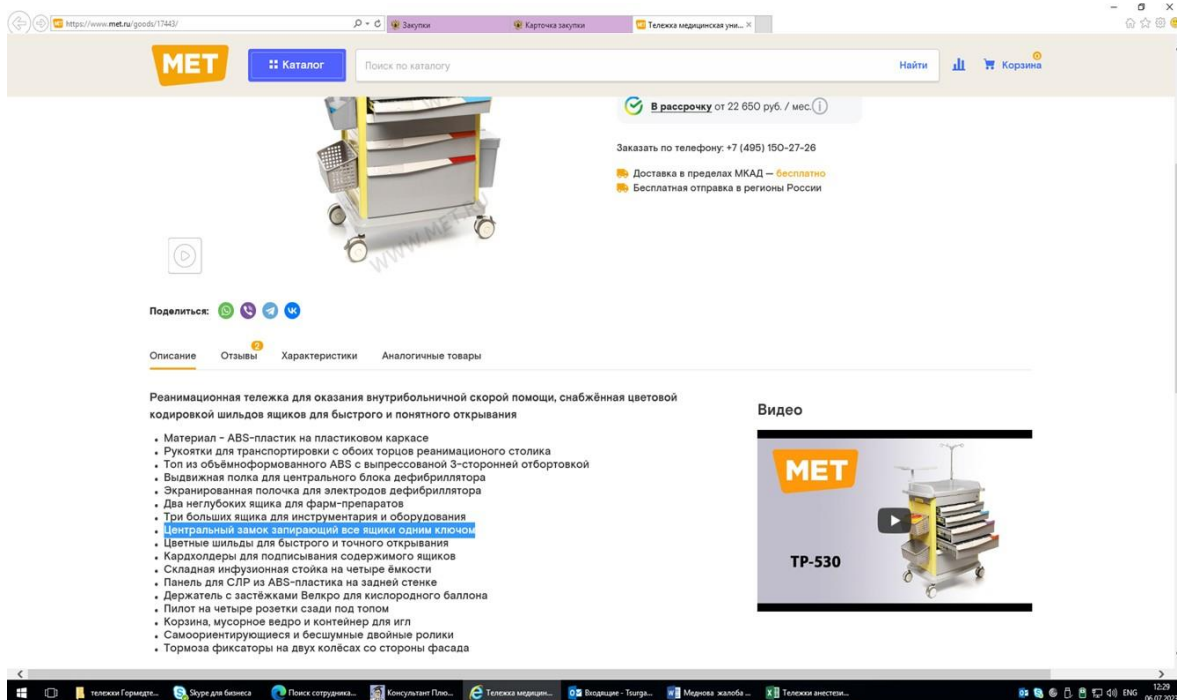 https://www.met.ru/goods/17443/
Закупки
Карточка закупки
Тележка медицинская уни...
MET
Каталог
Поиск по каталогу
Найти
0
Корзина
В рассрочку от 22 650 руб. / мес.
Заказать по телефону: +7 (495) 150-27-26
Доставка в пределах МКАД — бесплатно
Бесплатная отправка в регионы России
WWW.MET.RU
Поделиться:
Описание
Отзывы 2
Характеристики
Аналогичные товары
Реанимационная тележка для оказания внутрибольничной скорой помощи, снабжённая цветовой
кодировкой шильдов ящиков для быстрого и понятного открывания
Материал - ABS-пластик на пластиковом каркасе
Рукоятки для транспортировки с обоих торцов реанимационого столика
Топ из объёмноформованного ABS с выпрессованой 3-сторонней отбортовкой
Выдвижная полка для центрального блока дефибриллятора
Экранированная полочка для электродов дефибриллятора
Два неглубоких ящика для фарм-препаратов
Три больших ящика для инструментария и оборудования
Центральный замок запирающий все ящики одним ключом
Цветные шильды для быстрого и точного открывания
Кардхолдеры для подписывания содержимого ящиков
Складная инфузионная стойка на четыре ёмкости
Панель для СЛР из ABS-пластика на задней стенке
Держатель с застёжками Велкро для кислородного баллона
Пилот на четыре розетки сзади под топом
Корзина, мусорное ведро и контейнер для игл
Самоориентирующиеся и бесшумные двойные ролики
Тормоза фиксаторы на двух колёсах со стороны фасада
Видео
MET
TP-530
тележки Гормедте...
Skype для бизнеса
Поиск сотрудника...
Консультант Плю...
Тележка медицин...
Входящие - Tsurga...
Меднова жалоба ...
Тележки анестези...
ENG
12:29